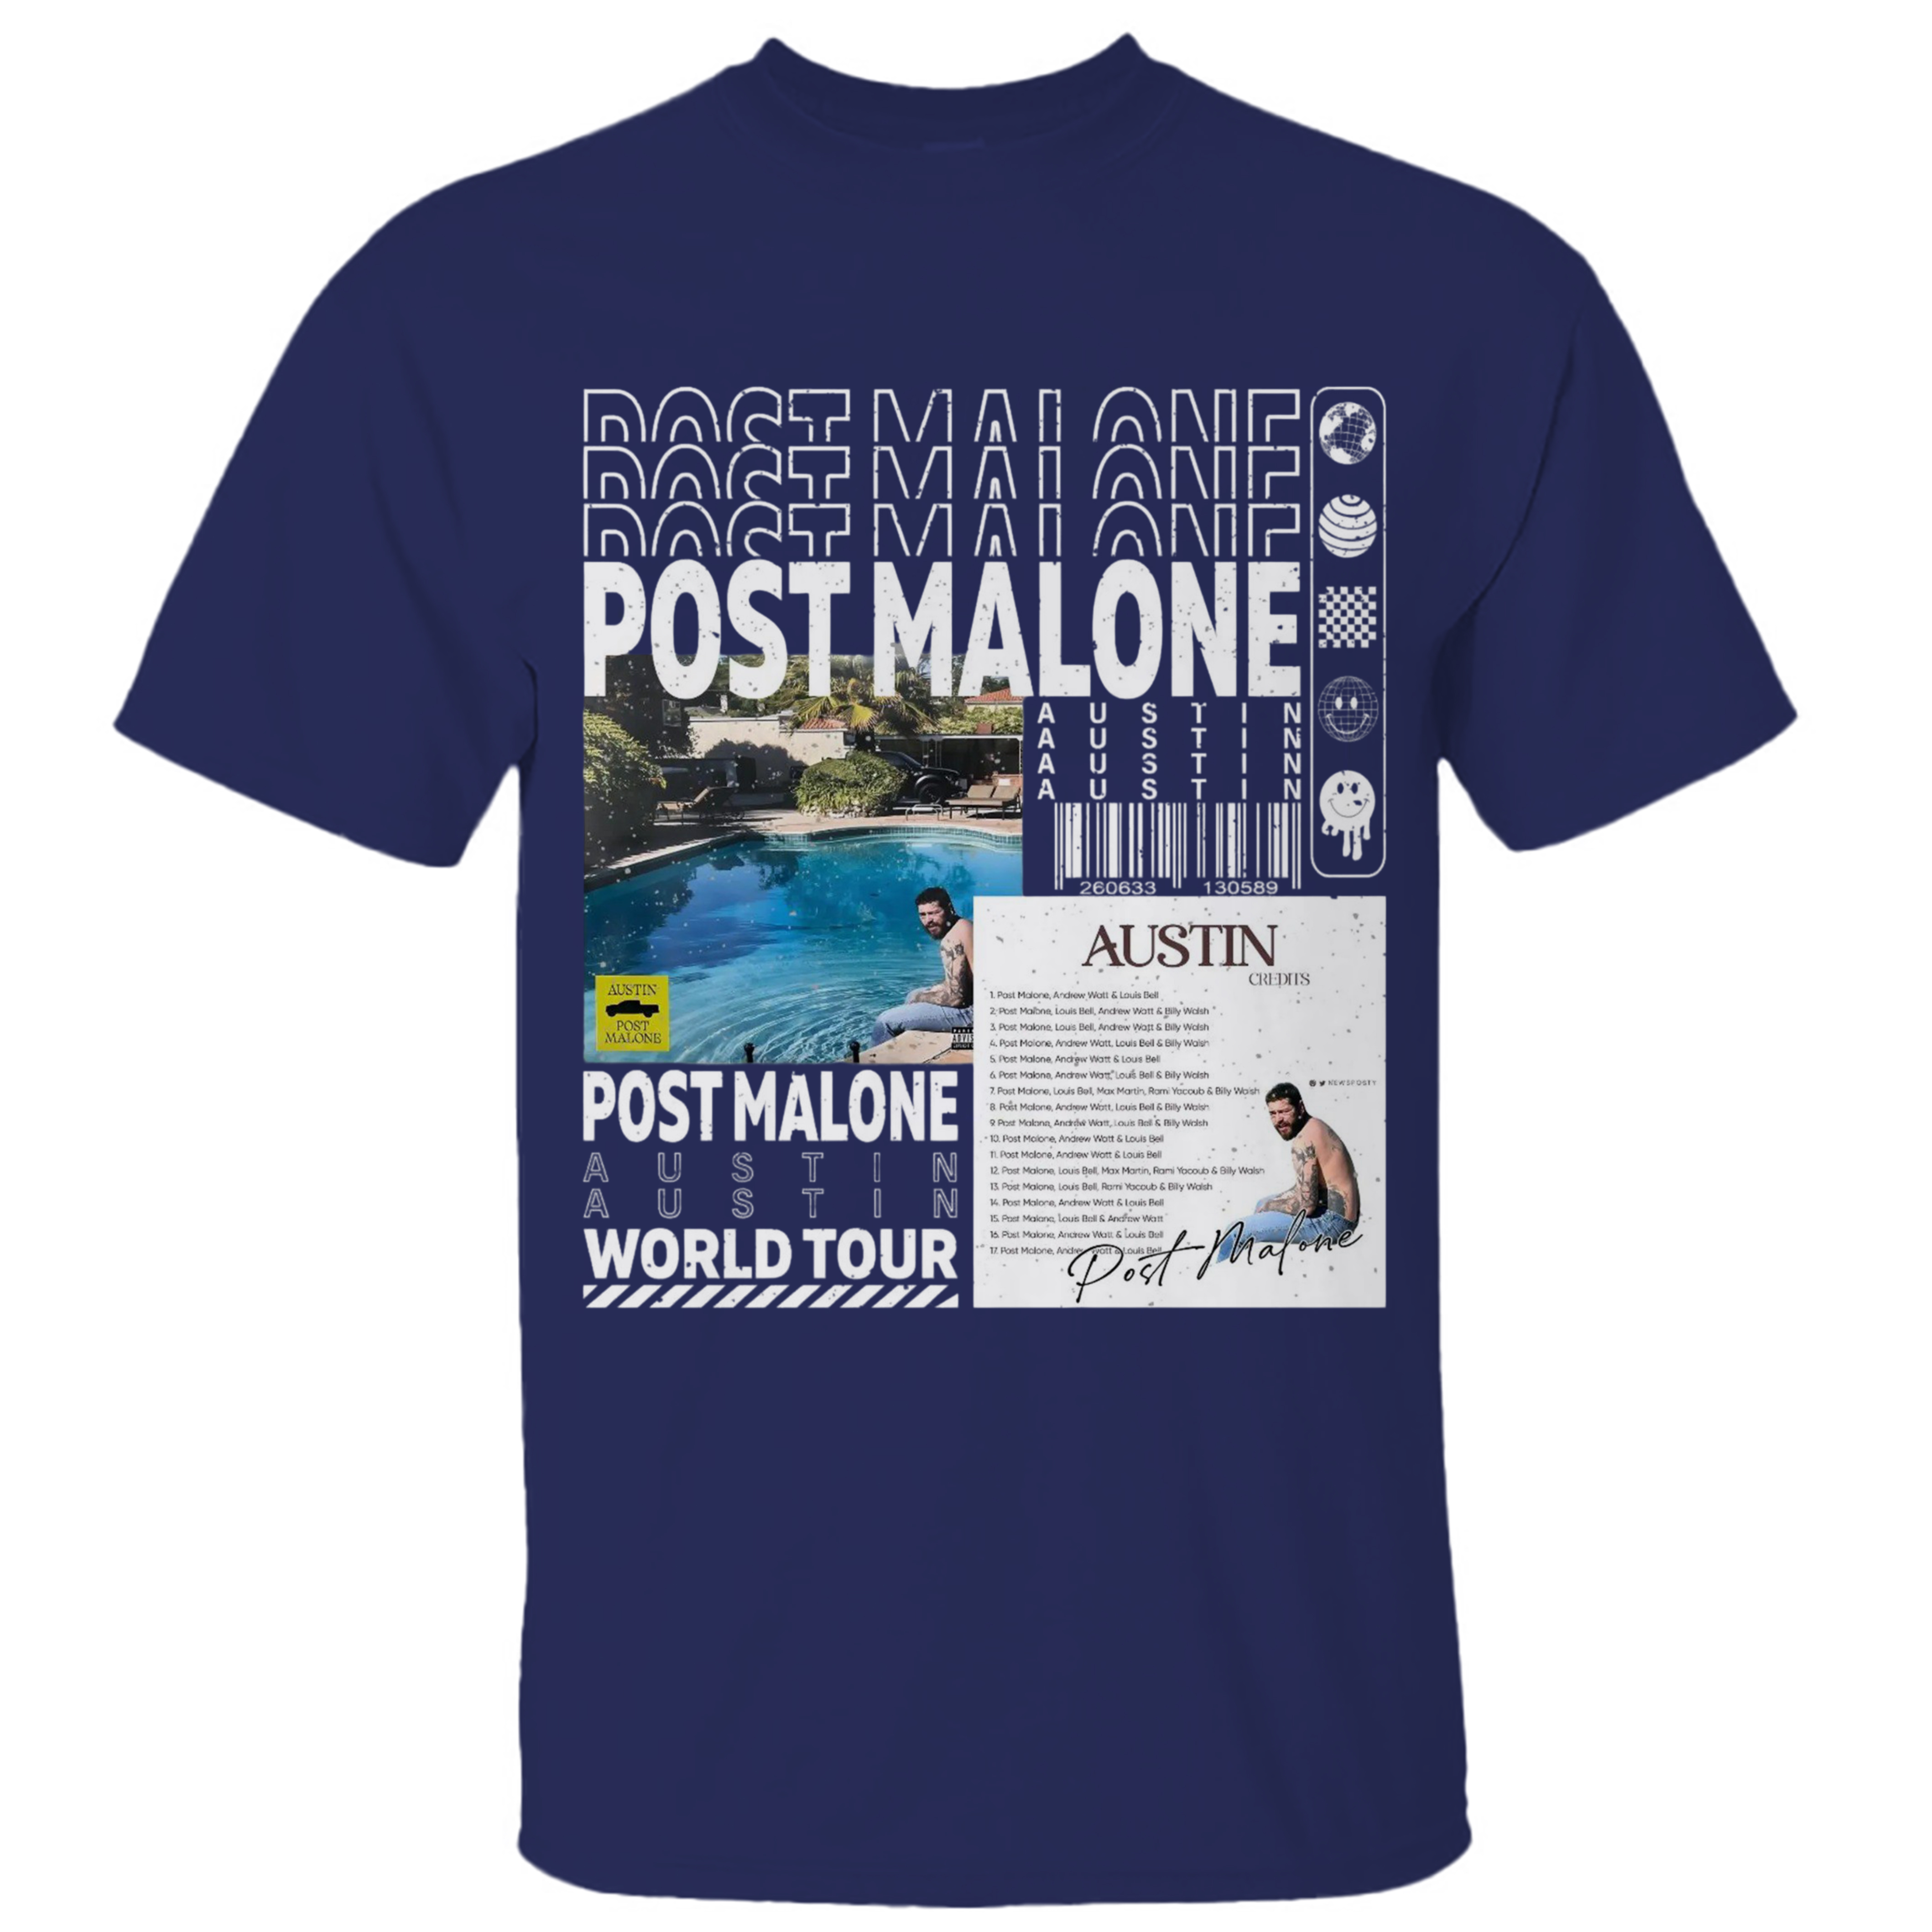 POST MALONE
POST MALONE
POST MALONE
POST MALONE
AUSTIN
AUSTIN
AUSTIN
AUSTIN
260633 130589
AUSTIN
POST
MALONE
AUSTIN
CREDITS
1. Post Malone, Andrew Watt & Louis Bell
2. Post Malone, Louis Bell, Andrew Watt & Billy Walsh
3. Post Malone, Louis Bell, Andrew Watt & Billy Walsh
4. Post Malone, Andrew Watt, Louis Bell & Billy Walsh
5. Post Malone, Andrew Watt & Louis Bell
6. Post Malone, Andrew Watt, Louis Bell & Billy Walsh
7. Post Malone, Louis Bell, Max Martin, Rami Yacoub & Billy Walsh
8. Post Malone, Andrew Watt, Louis Bell & Billy Walsh
9. Post Malone, Andrew Watt, Louis Bell & Billy Walsh
10. Post Malone, Andrew Watt & Louis Bell
11. Post Malone, Andrew Watt & Louis Bell
12. Post Malone, Louis Bell, Max Martin, Rami Yacoub & Billy Walsh
13. Post Malone, Louis Bell, Rami Yacoub & Billy Walsh
14. Post Malone, Andrew Watt & Louis Bell
15. Post Malone, Louis Bell & Andrew Watt
16. Post Malone, Andrew Watt & Louis Bell
17. Post Malone, Andrew Watt & Louis Bell
NEWSPOSTY
Post Malone
POST MALONE
AUSTIN
AUSTIN
WORLD TOUR